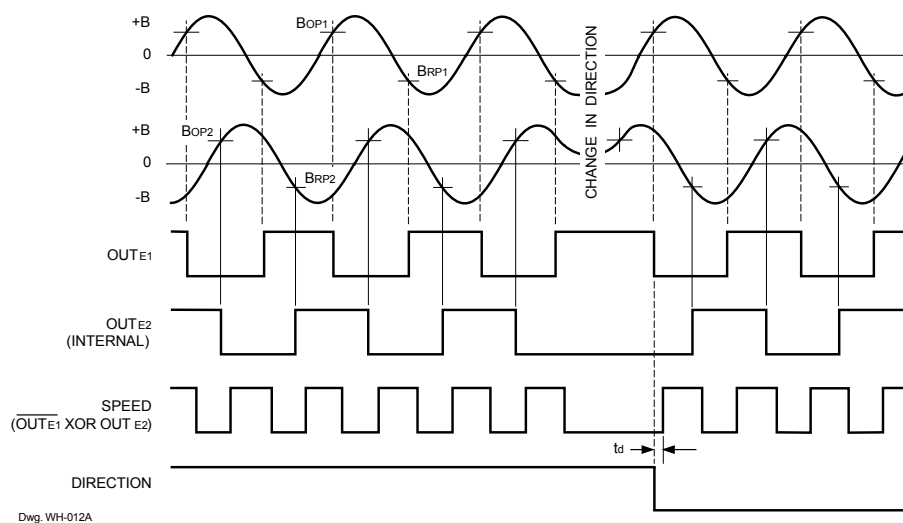 +B
BOP1
0
BRP1
-B
CHANGE IN DIRECTION
+B
BOP2
0
BRP2
-B
OUTE1
OUTE2
(INTERNAL)
SPEED
(OUTE1 XOR OUT E2)
td
DIRECTION
Dwg. WH-012A